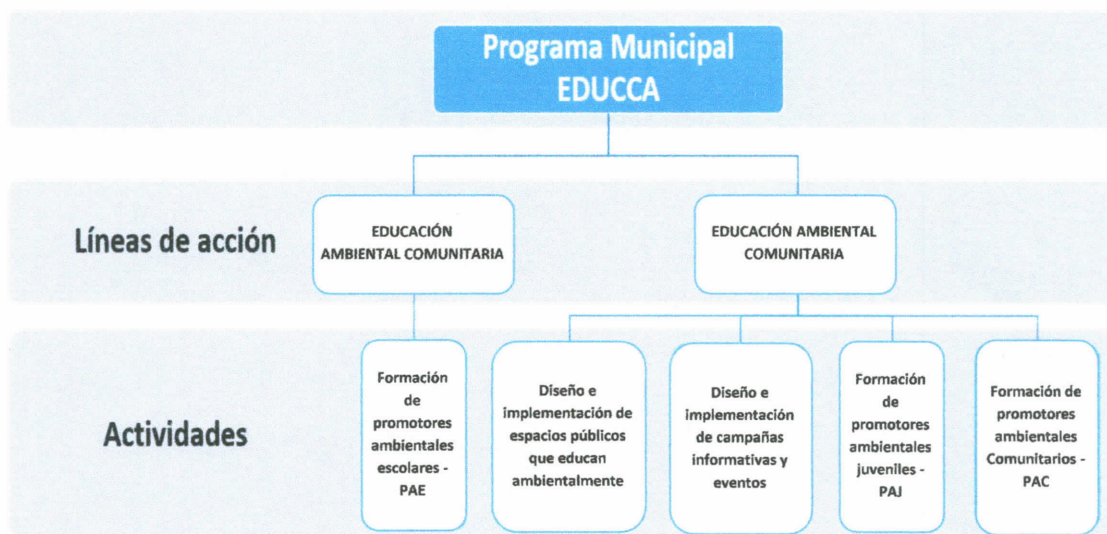 Programa Municipal
EDUCCA
Líneas de acción
EDUCACIÓN
AMBIENTAL COMUNITARIA
EDUCACIÓN AMBIENTAL
COMUNITARIA
Actividades
Formación
de
promotores
ambientales
escolares -
PAE
Diseño e
implementación de
espacios públicos
que educan
ambientalmente
Diseño e
implementación
de campañas
informativas y
eventos
Formación
de
promotores
ambientales
juveniles -
PAJ
Formación de
promotores
ambientales
Comunitarios -
PAC